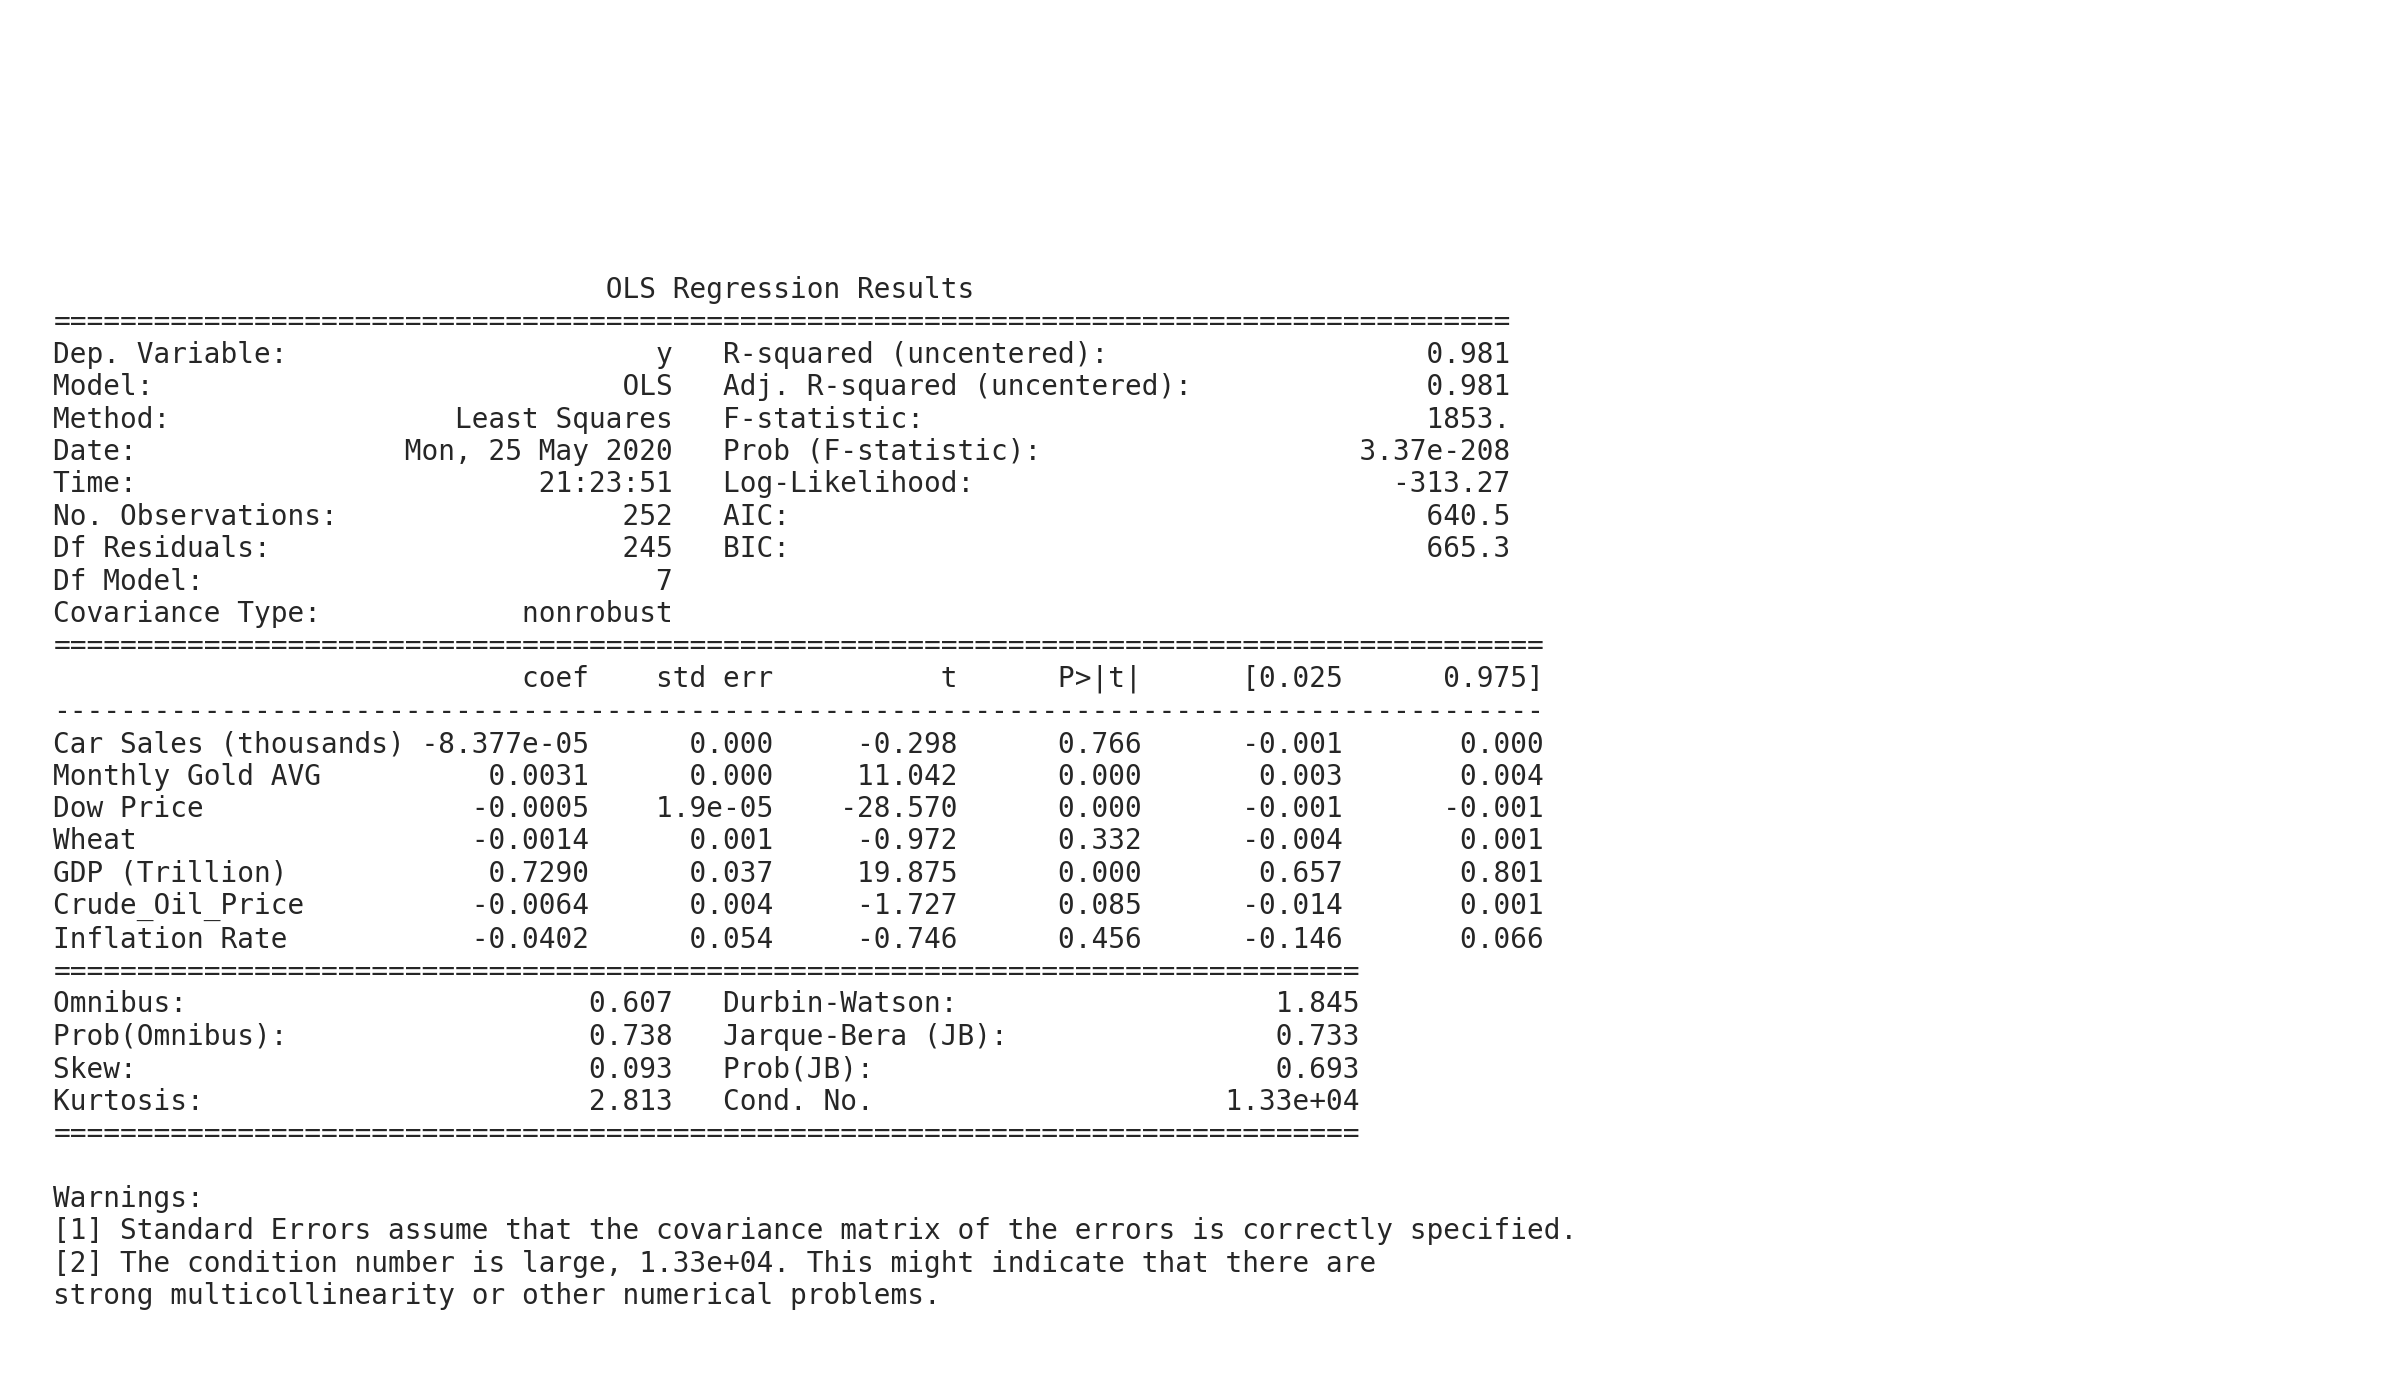 OLS Regression Results
=======================================================================================
Dep. Variable:                      y   R-squared (uncentered):                   0.981
Model:                            OLS   Adj. R-squared (uncentered):              0.981
Method:                 Least Squares   F-statistic:                              1853.
Date:                Mon, 25 May 2020   Prob (F-statistic):                   3.37e-208
Time:                        21:23:51   Log-Likelihood:                         -313.27
No. Observations:                 252   AIC:                                      640.5
Df Residuals:                     245   BIC:                                      665.3
Df Model:                           7
Covariance Type:            nonrobust
=========================================================================================
                            coef    std err          t      P>|t|      [0.025      0.975]
-----------------------------------------------------------------------------------------
Car Sales (thousands) -8.377e-05      0.000     -0.298      0.766      -0.001       0.000
Monthly Gold AVG          0.0031      0.000     11.042      0.000       0.003       0.004
Dow Price                -0.0005    1.9e-05    -28.570      0.000      -0.001      -0.001
Wheat                    -0.0014      0.001     -0.972      0.332      -0.004       0.001
GDP (Trillion)            0.7290      0.037     19.875      0.000       0.657       0.801
Crude_Oil_Price          -0.0064      0.004     -1.727      0.085      -0.014       0.001
Inflation Rate           -0.0402      0.054     -0.746      0.456      -0.146       0.066
==============================================================================
Omnibus:                        0.607   Durbin-Watson:                   1.845
Prob(Omnibus):                  0.738   Jarque-Bera (JB):                0.733
Skew:                           0.093   Prob(JB):                        0.693
Kurtosis:                       2.813   Cond. No.                     1.33e+04
==============================================================================
Warnings:
[1] Standard Errors assume that the covariance matrix of the errors is correctly specified.
[2] The condition number is large, 1.33e+04. This might indicate that there are
strong multicollinearity or other numerical problems.